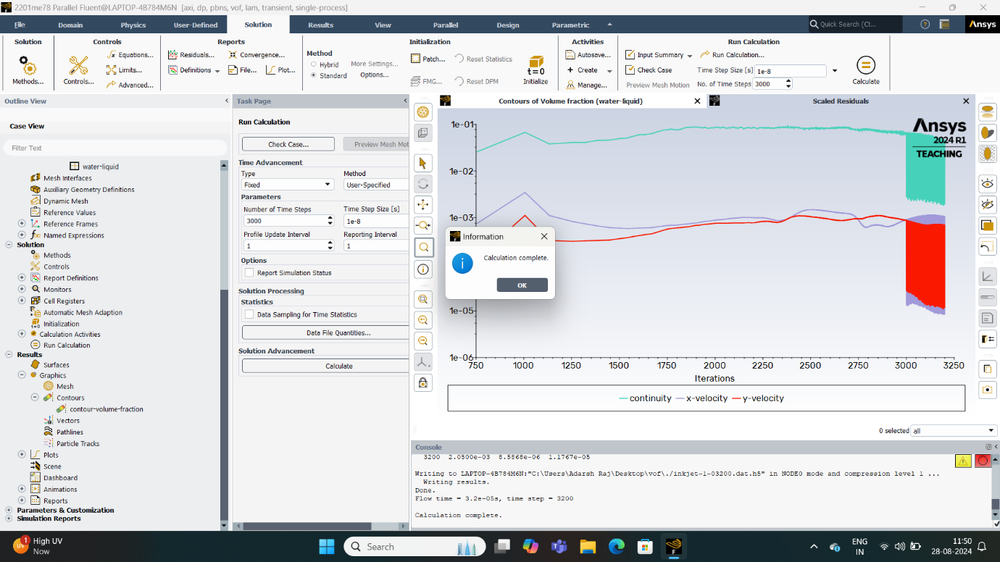 2201me78 Parallel Fluent@LAPTOP-4B784M6N [axi, dp, pbns, vof, lam, transient, single-process]
File Domain Physics User-Defined Solution Results View Parallel Design Parametric Quick Search (Ct... Ansys
Solution Controls Reports Initialization Activities Run Calculation
Methods...
Controls...
Equations...
Limits...
Advanced...
Residuals... Convergence...
Definitions File... Plot...
Method
Hybrid More Settings...
Standard Options...
Patch... Reset Statistics
FMG... Reset DPM
t=0
Initialize
Autosave...
Create
Manage...
Input Summary Run Calculation...
Check Case Time Step Size [s] 1e-8
Preview Mesh Motion No. of Time Steps 3000
Calculate
Outline View
Case View
Filter Text
water-liquid
Mesh Interfaces
Auxiliary Geometry Definitions
Dynamic Mesh
Reference Values
Reference Frames
Named Expressions
Solution
Methods
Controls
Report Definitions
Monitors
Cell Registers
Automatic Mesh Adaption
Initialization
Calculation Activities
Run Calculation
Results
Surfaces
Graphics
Mesh
Contours
contour-volume-fraction
Vectors
Pathlines
Particle Tracks
Plots
Scene
Dashboard
Animations
Reports
Parameters & Customization
Simulation Reports
Task Page
Run Calculation
Check Case... Preview Mesh Mot
Time Advancement
Type Method
Fixed User-Specified
Parameters
Number of Time Steps Time Step Size [s]
3000 1e-8
Profile Update Interval Reporting Interval
1 1
Options
Report Simulation Status
Solution Processing
Statistics
Data Sampling for Time Statistics
Data File Quantities...
Solution Advancement
Calculate
Contours of Volume fraction (water-liquid) Scaled Residuals
Ansys
2024 R1
TEACHING
1e-01
1e-02
1e-03
1e-05
1e-06
750 1000 1250 1500 1750 2000 2250 2500 2750 3000 3250
Iterations
continuity x-velocity y-velocity
Information
Calculation complete.
OK
0 selected all
Console
3200 2.0500e-03 8.5868e-06 1.1767e-05
Writing to LAPTOP-4B784M6N:"C:\Users\Adarsh Raj\Desktop\vof\./inkjet-1-03200.dat.h5" in NODE0 mode and compression level 1 ...
Writing results.
Done.
Flow time = 3.2e-05s, time step = 3200
Calculation complete.
1
UV
High UV
Now
Search
ENG
IN
11:50
28-08-2024